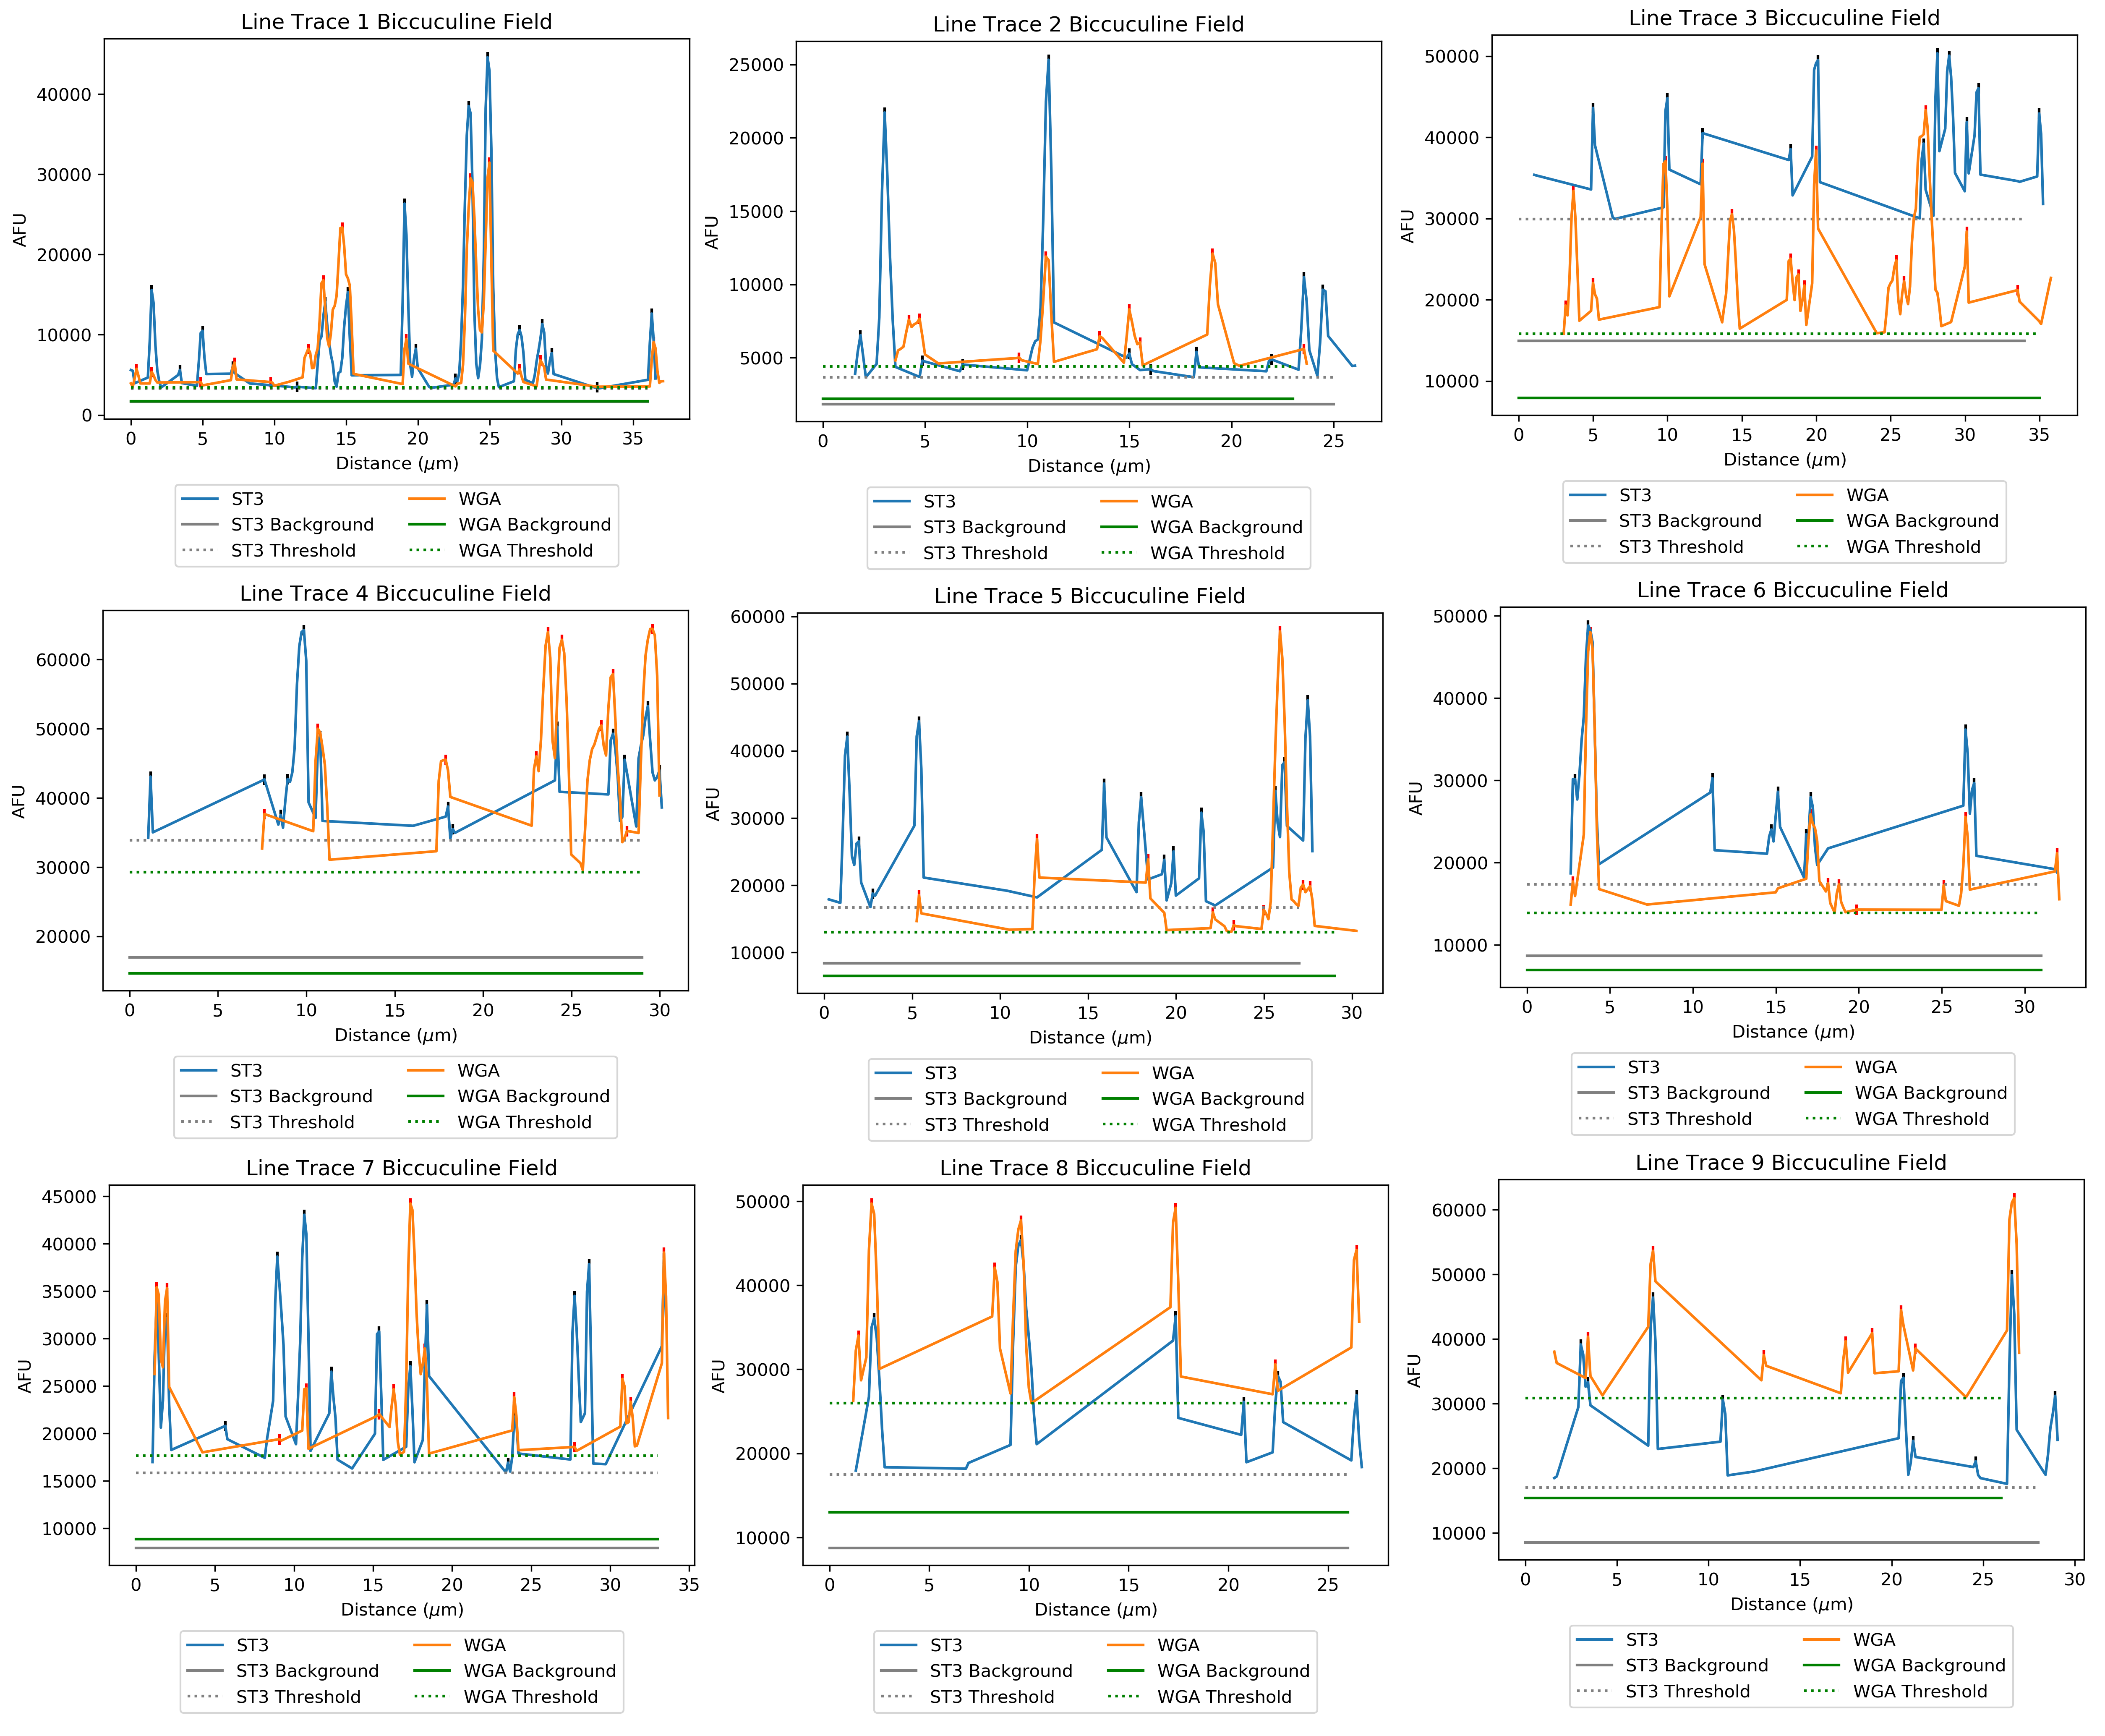 Line Trace 1 Biccuculine Field
AFU
40000
30000
20000
10000
0
0 5 10 15 20 25 30 35
Distance (μm)
ST3 WGA
ST3 Background WGA Background
ST3 Threshold WGA Threshold
Line Trace 2 Biccuculine Field
AFU
25000
20000
15000
10000
5000
0 5 10 15 20 25
Distance (μm)
ST3 WGA
ST3 Background WGA Background
ST3 Threshold WGA Threshold
Line Trace 3 Biccuculine Field
AFU
50000
40000
30000
20000
10000
0 5 10 15 20 25 30 35
Distance (μm)
ST3 WGA
ST3 Background WGA Background
ST3 Threshold WGA Threshold
Line Trace 4 Biccuculine Field
AFU
60000
50000
40000
30000
20000
0 5 10 15 20 25 30
Distance (μm)
ST3 WGA
ST3 Background WGA Background
ST3 Threshold WGA Threshold
Line Trace 5 Biccuculine Field
AFU
60000
50000
40000
30000
20000
10000
0 5 10 15 20 25 30
Distance (μm)
ST3 WGA
ST3 Background WGA Background
ST3 Threshold WGA Threshold
Line Trace 6 Biccuculine Field
AFU
50000
40000
30000
20000
10000
0 5 10 15 20 25 30
Distance (μm)
ST3 WGA
ST3 Background WGA Background
ST3 Threshold WGA Threshold
Line Trace 7 Biccuculine Field
AFU
45000
40000
35000
30000
25000
20000
15000
10000
0 5 10 15 20 25 30 35
Distance (μm)
ST3 WGA
ST3 Background WGA Background
ST3 Threshold WGA Threshold
Line Trace 8 Biccuculine Field
AFU
50000
40000
30000
20000
10000
0 5 10 15 20 25
Distance (μm)
ST3 WGA
ST3 Background WGA Background
ST3 Threshold WGA Threshold
Line Trace 9 Biccuculine Field
AFU
60000
50000
40000
30000
20000
10000
0 5 10 15 20 25 30
Distance (μm)
ST3 WGA
ST3 Background WGA Background
ST3 Threshold WGA Threshold